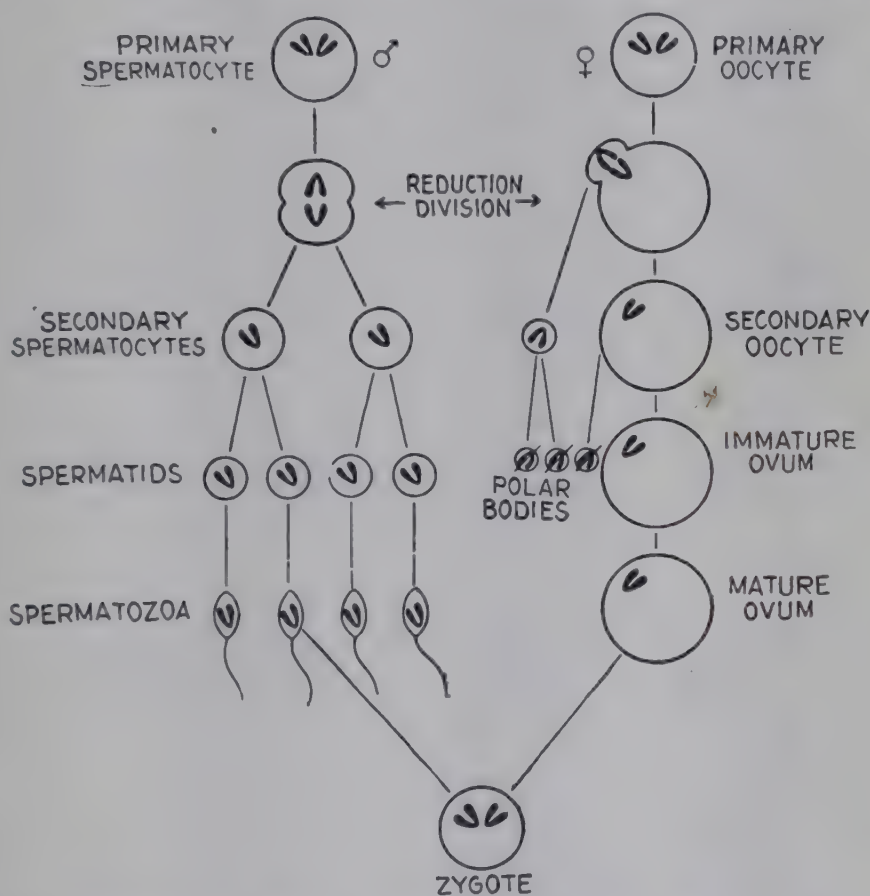 PRIMARY
SPERMATOCYTE
♂
♀
PRIMARY
OOCYTE
← REDUCTION
DIVISION →
SECONDARY
SPERMATOCYTES
SECONDARY
OOCYTE
SPERMATIDS
POLAR
BODIES
IMMATURE
OVUM
SPERMATOZOA
MATURE
OVUM
ZYGOTE